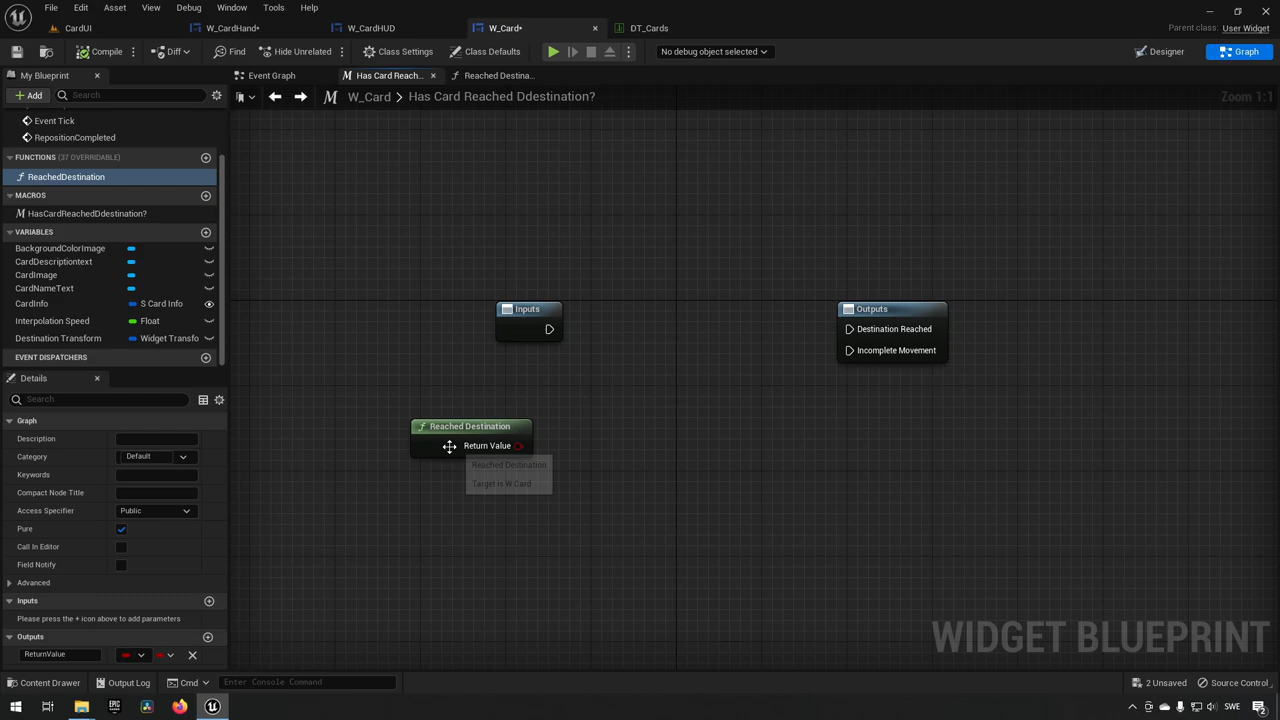 File Edit Asset View Debug Window Tools Help
Parent class: User Widget
CardUI W_CardHand* W_CardHUD W_Card* DT_Cards
Compile Diff Find Hide Unrelated Class Settings Class Defaults No debug object selected Designer Graph
My Blueprint Event Graph Has Card Reach... Reached Destina...
Add Search W_Card > Has Card Reached Ddestination? Zoom 1:1
Event Tick
RepositionCompleted
FUNCTIONS (37 OVERRIDABLE)
ReachedDestination
MACROS
HasCardReachedDdestination?
VARIABLES
BackgroundColorImage
CardDescriptiontext
CardImage
CardNameText
CardInfo S Card Info
Interpolation Speed Float
Destination Transform Widget Transfo
EVENT DISPATCHERS
Inputs
Outputs
Destination Reached
Incomplete Movement
Reached Destination
Return Value
Reached Destination
Target is W Card
Details
Search
Graph
Description
Category Default
Keywords
Compact Node Title
Access Specifier Public
Pure
Call In Editor
Field Notify
Advanced
Inputs
Please press the + icon above to add parameters
Outputs
ReturnValue
WIDGET BLUEPRINT
Content Drawer Output Log Cmd Enter Console Command 2 Unsaved Source Control
SWE
2